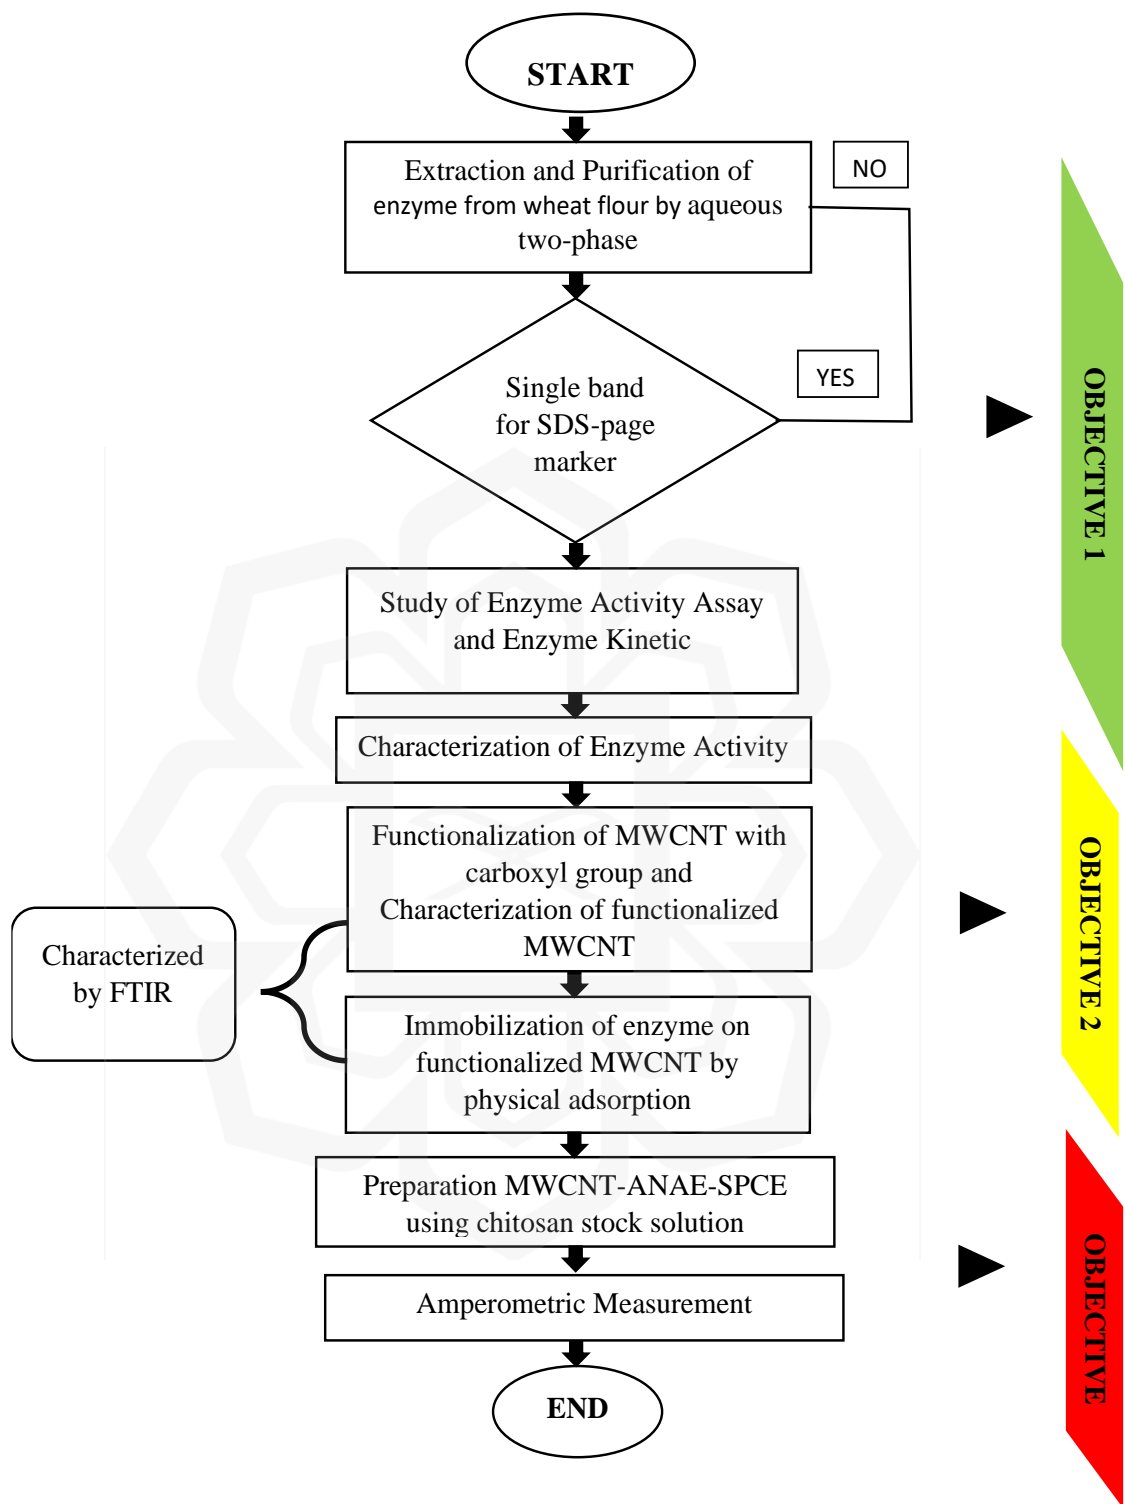 START
Extraction and Purification of
enzyme from wheat flour by aqueous
two-phase
NO
YES
Single band
for SDS-page
marker
OBJECTIVE 1
Study of Enzyme Activity Assay
and Enzyme Kinetic
Characterization of Enzyme Activity
Functionalization of MWCNT with
carboxyl group and
Characterization of functionalized
MWCNT
OBJECTIVE 2
Characterized
by FTIR
Immobilization of enzyme on
functionalized MWCNT by
physical adsorption
Preparation MWCNT-ANAE-SPCE
using chitosan stock solution
OBJECTIVE
Amperometric Measurement
END